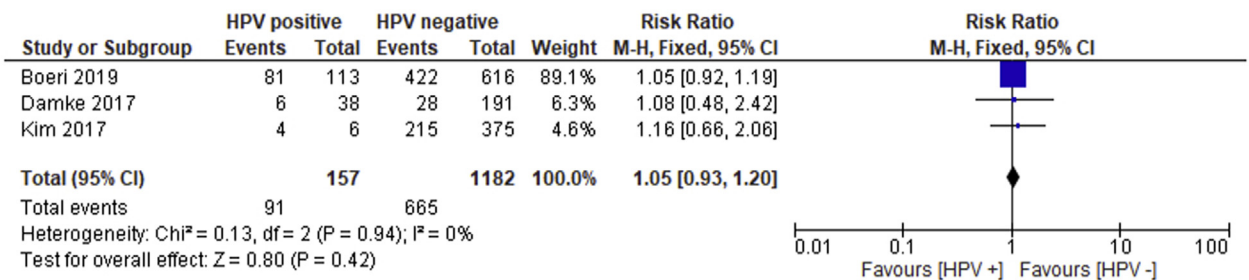 HPV positive HPV negative Risk Ratio Risk Ratio
Study or Subgroup Events Total Events Total Weight M-H, Fixed, 95% CI M-H, Fixed, 95% CI
Boeri 2019 81 113 422 616 89.1% 1.05 [0.92, 1.19]
Damke 2017 6 38 28 191 6.3% 1.08 [0.48, 2.42]
Kim 2017 4 6 215 375 4.6% 1.16 [0.66, 2.06]
Total (95% CI) 157 1182 100.0% 1.05 [0.93, 1.20]
Total events 91 665
Heterogeneity: Chi² = 0.13, df = 2 (P = 0.94); I² = 0%
Test for overall effect: Z = 0.80 (P = 0.42)
0.01 0.1 1 10 100
Favours [HPV +] Favours [HPV -]